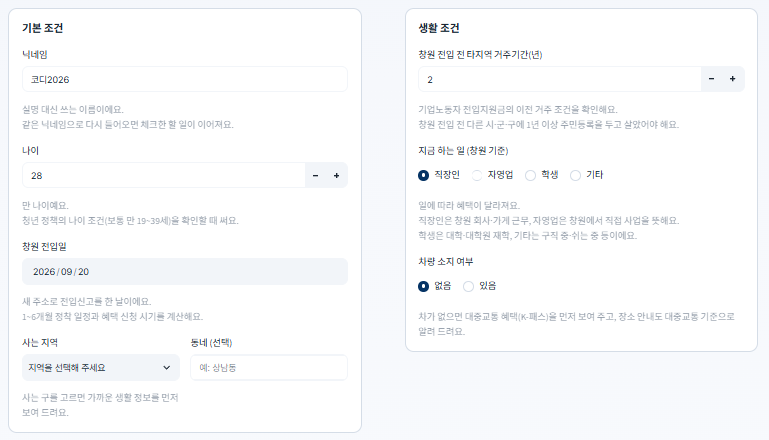 기본 조건
닉네임
코디2026
실명 대신 쓰는 이름이에요.
같은 닉네임으로 다시 들어오면 체크한 할 일이 이어져요.
나이
28
만 나이예요.
청년 정책의 나이 조건(보통 만 19~39세)을 확인할 때 써요.
창원 전입일
2026/09/20
새 주소로 전입신고를 한 날이에요.
1~6개월 정착 일정과 혜택 신청 시기를 계산해요.
사는 지역
동네 (선택)
지역을 선택해 주세요
예: 상남동
사는 구를 고르면 가까운 생활 정보를 먼저
보여 드려요.
생활 조건
창원 전입 전 타지역 거주기간(년)
2
기업노동자 전입지원금의 이전 거주 조건을 확인해요.
창원 전입 전 다른 시·군·구에 1년 이상 주민등록을 두고 살았어야 해요.
지금 하는 일 (창원 기준)
직장인 자영업 학생 기타
일에 따라 혜택이 달라져요.
직장인은 창원 회사·가게 근무, 자영업은 창원에서 직접 사업을 뜻해요.
학생은 대학·대학원 재학, 기타는 구직 중·쉬는 중 등이에요.
차량 소지 여부
없음 있음
차가 없으면 대중교통 혜택(K-패스)을 먼저 보여 주고, 장소 안내도 대중교통 기준으로
알려 드려요.